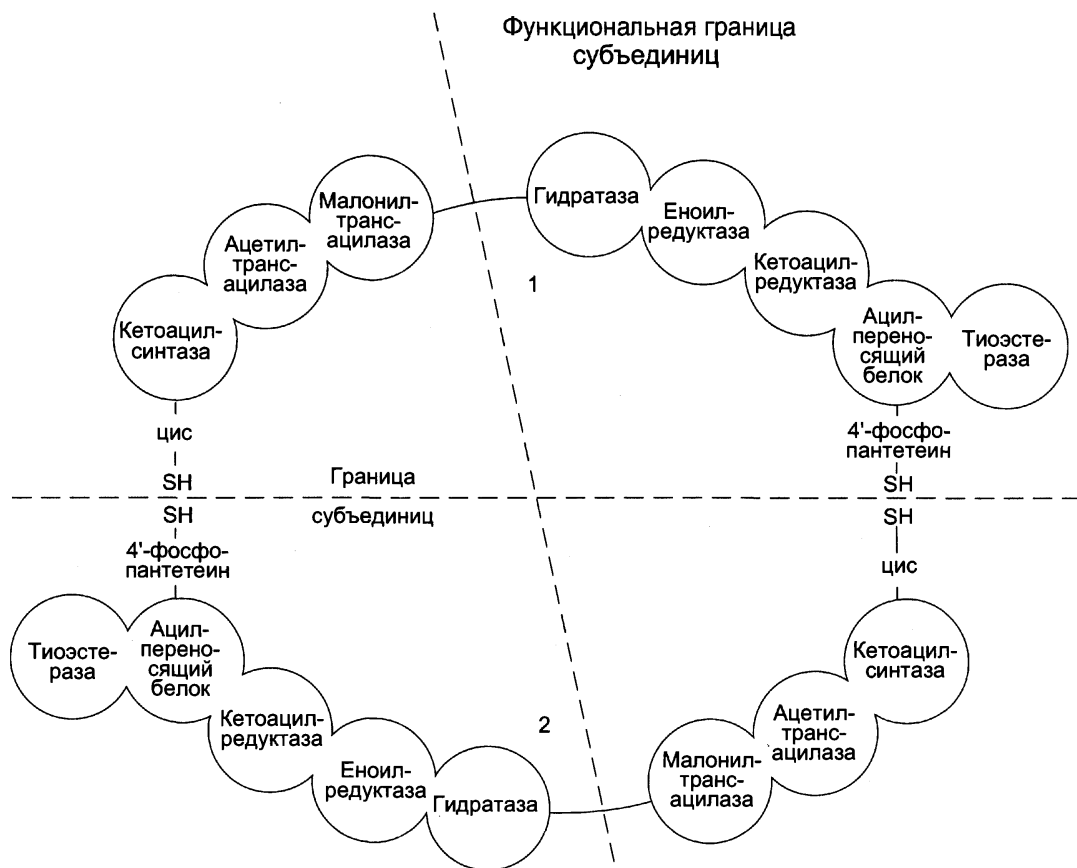 Функциональная граница
субъединиц
Гидратаза
Малонил-
транс-
ацилаза
Еноил-
редуктаза
Ацетил-
транс-
ацилаза
Кетоацил-
редуктаза
1
Кетоацил-
синтаза
Ацил-
перено-
сящий
белок
Тиоэсте-
раза
цис
4'-фосфо-
пантетеин
SH
Граница
SH
SH
субъединиц
SH
4'-фосфо-
пантетеин
цис
Тиоэсте-
раза
Ацил-
перено-
сящий
белок
Кетоацил-
синтаза
Кетоацил-
редуктаза
2
Ацетил-
транс-
ацилаза
Еноил-
редуктаза
Гидратаза
Малонил-
транс-
ацилаза